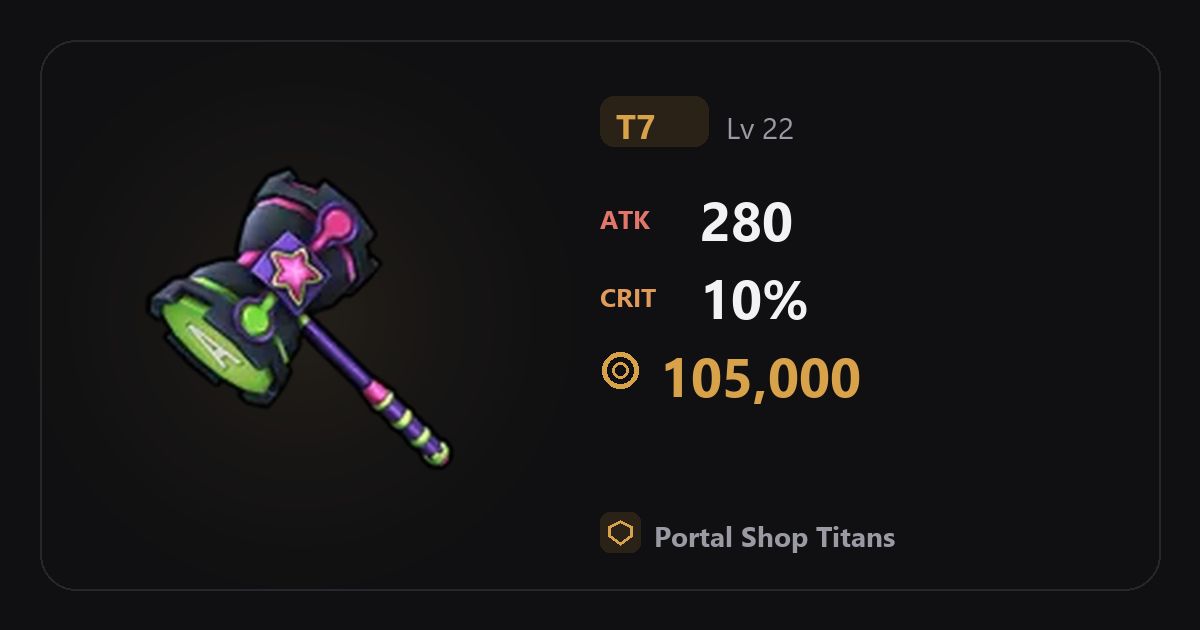 T7 Lv 22
ATK 280
CRIT 10%
105,000
Portal Shop Titans
A